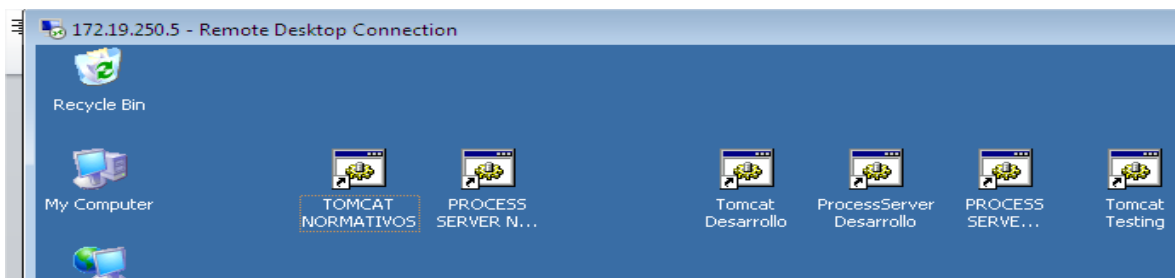 172.19.250.5 - Remote Desktop Connection
Recycle Bin
My Computer
TOMCAT
NORMATIVOS
PROCESS
SERVER N...
Tomcat
Desarrollo
ProcessServer
Desarrollo
PROCESS
SERVE...
Tomcat
Testing